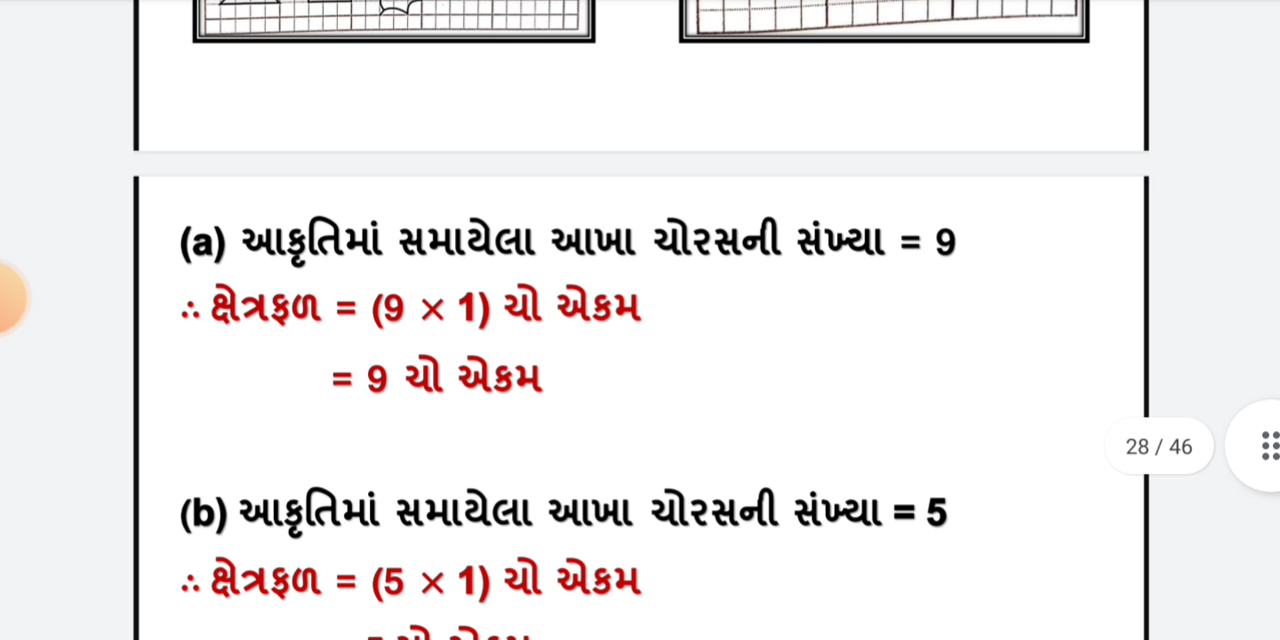 (a) આકૃતિમાં સમાયેલા આખા ચોરસની સંખ્યા = 9
∴ ક્ષેત્રફળ = (9 × 1) ચો એકમ
= 9 ચો એકમ
28 / 46
(b) આકૃતિમાં સમાયેલા આખા ચોરસની સંખ્યા = 5
∴ ક્ષેત્રફળ = (5 × 1) ચો એકમ